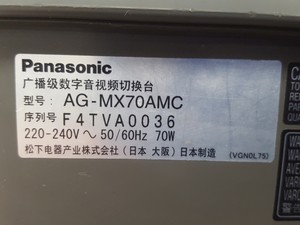 Panasonic
广播级数字音视频切换台
型号: AG-MX70AMC
序列号 F4TVA0036
220-240V ~ 50/60Hz 70W
松下电器产业株式会社 (日本 大阪) 日本制造
(VGN0L75)